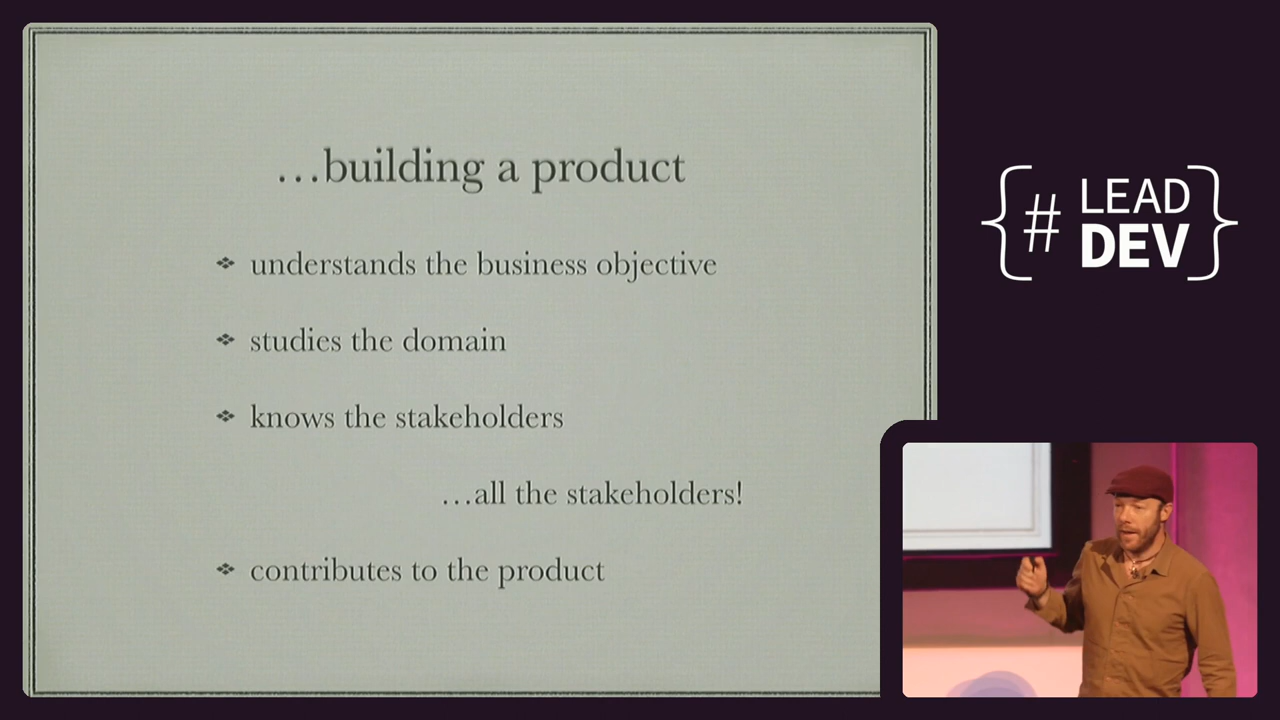 …building a product
❖ understands the business objective
❖ studies the domain
❖ knows the stakeholders
…all the stakeholders!
❖ contributes to the product
{# LEAD
DEV}